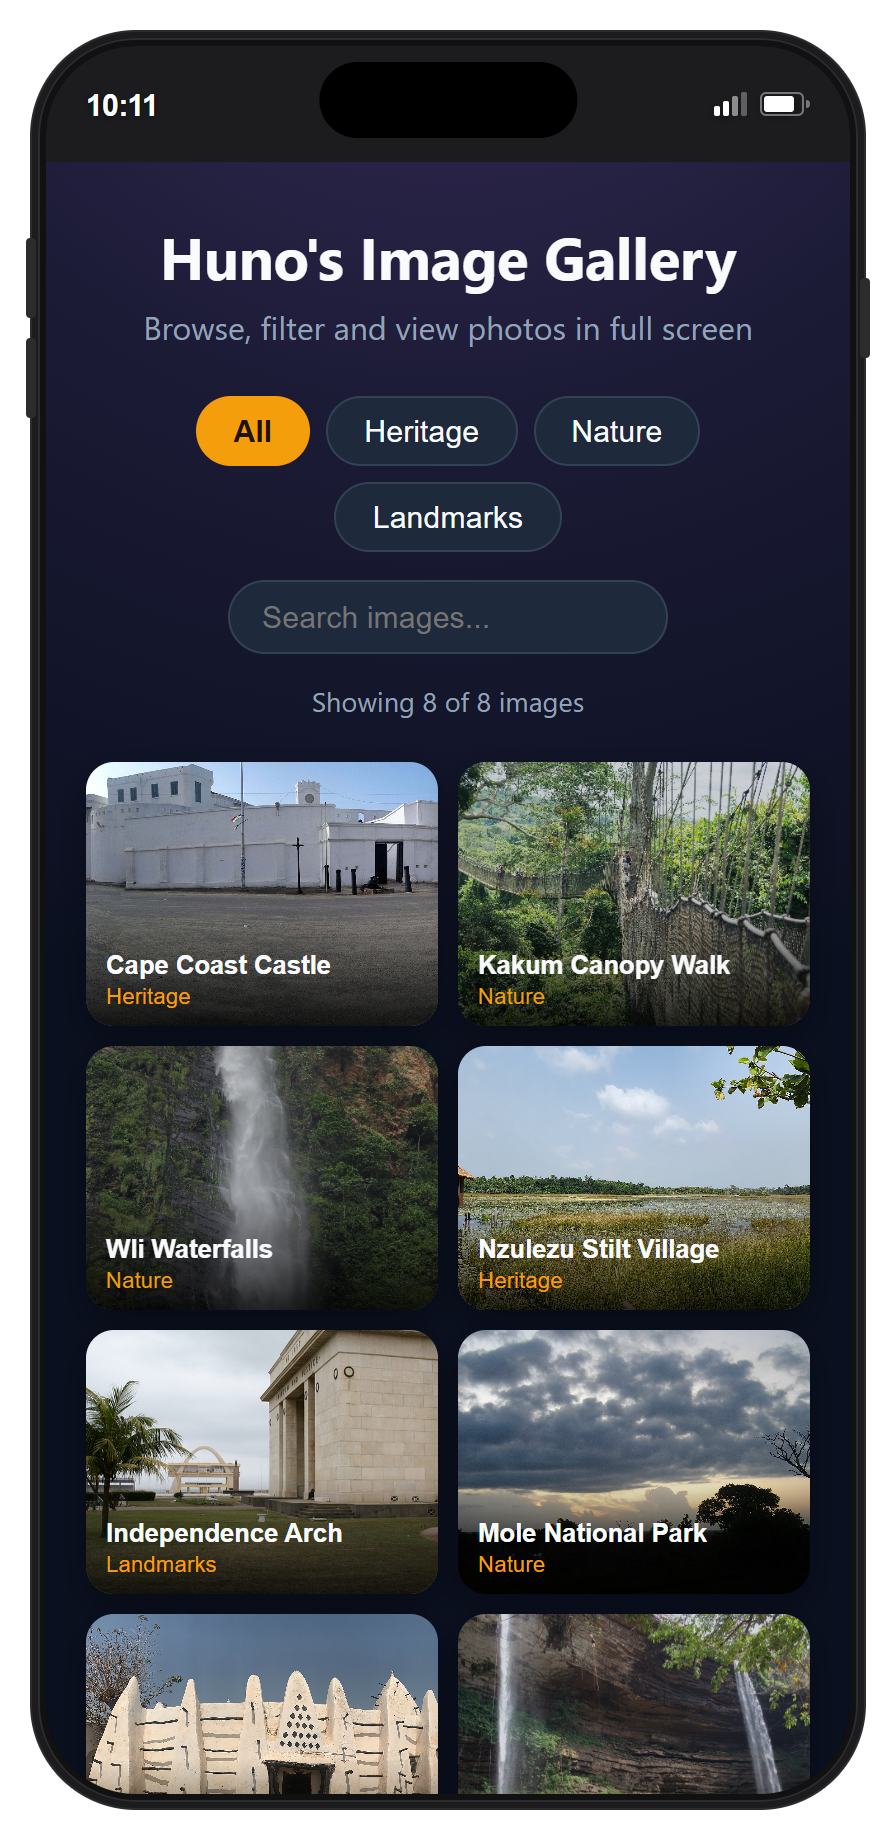 10:11
Huno's Image Gallery
Browse, filter and view photos in full screen
All
Heritage
Nature
Landmarks
Search images...
Showing 8 of 8 images
Cape Coast Castle
Heritage
Kakum Canopy Walk
Nature
Wli Waterfalls
Nature
Nzulezu Stilt Village
Heritage
Independence Arch
Landmarks
Mole National Park
Nature